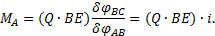 M_A = (Q · BE) δφ_BC / δφ_AB = (Q · BE) · i.